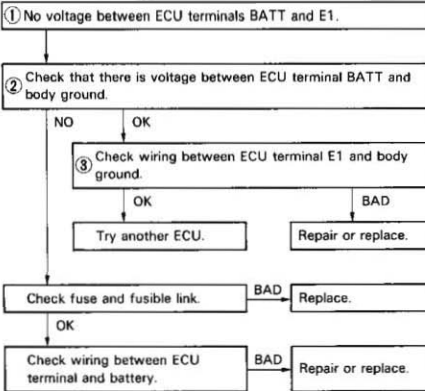 ① No voltage between ECU terminals BATT and E1.
② Check that there is voltage between ECU terminal BATT and
body ground.
NO
OK
③ Check wiring between ECU terminal E1 and body
ground.
OK
BAD
Try another ECU.
Repair or replace.
Check fuse and fusible link.
BAD
Replace.
OK
Check wiring between ECU
terminal and battery.
BAD
Repair or replace.